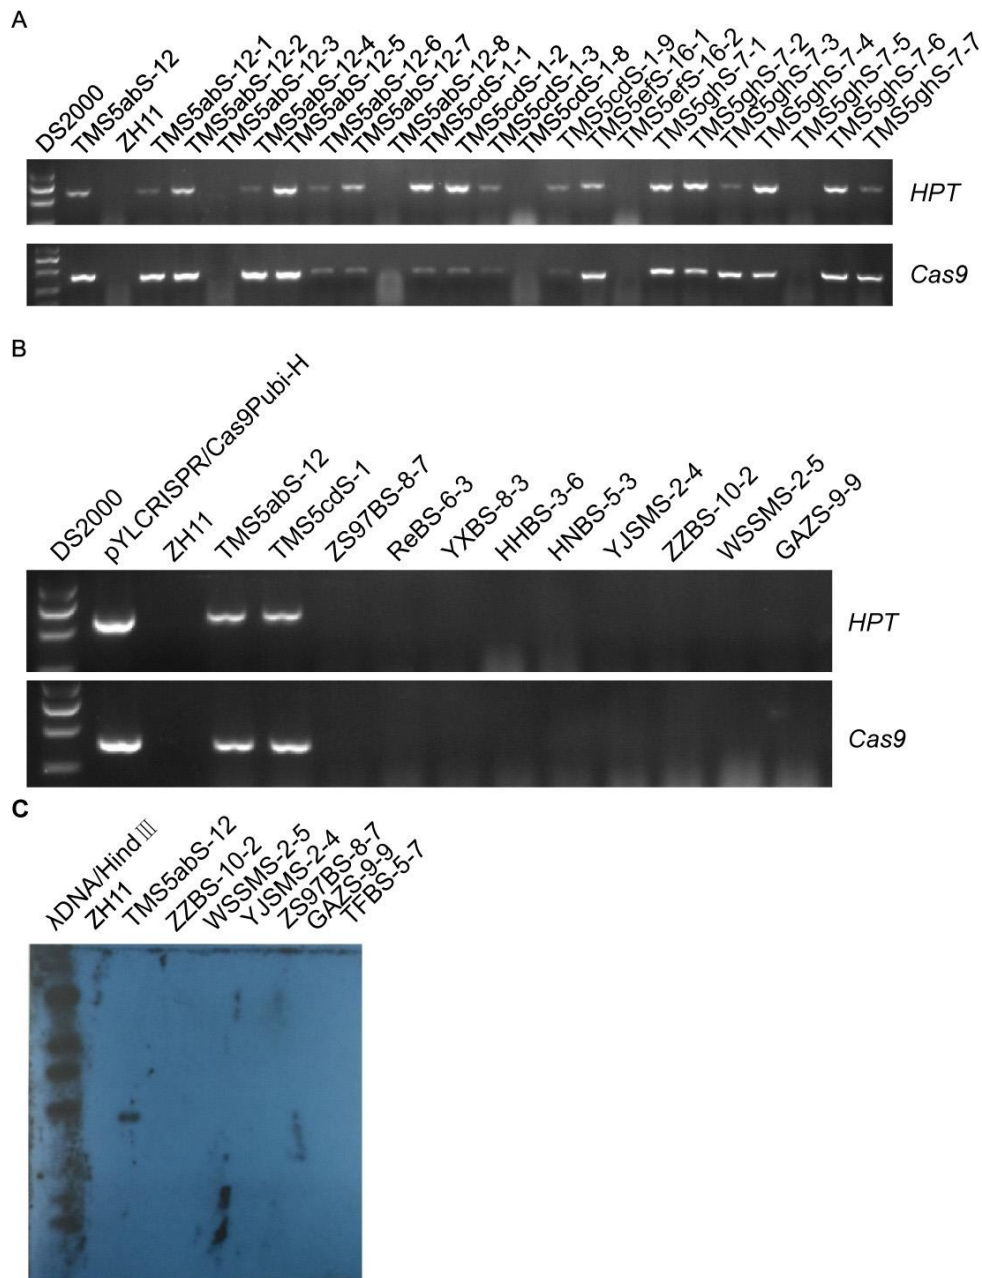 A
DS2000
TMS5abS-12
ZH11
TMS5abS-12-1
TMS5abS-12-2
TMS5abS-12-3
TMS5abS-12-4
TMS5abS-12-5
TMS5abS-12-6
TMS5abS-12-7
TMS5abS-12-8
TMS5cdS-1-1
TMS5cdS-1-2
TMS5cdS-1-3
TMS5cdS-1-8
TMS5cdS-1-9
TMS5efS-16-1
TMS5efS-16-2
TMS5ghS-7-1
TMS5ghS-7-2
TMS5ghS-7-3
TMS5ghS-7-4
TMS5ghS-7-5
TMS5ghS-7-6
TMS5ghS-7-7
HPT
Cas9
B
DS2000
pYLCRISPR/Cas9Pubi-H
ZH11
TMS5abS-12
TMS5cdS-1
ZS97BS-8-7
ReBS-6-3
YXBS-8-3
HHBS-3-6
HNBS-5-3
YJSMS-2-4
ZZBS-10-2
WSSMS-2-5
GAZS-9-9
HPT
Cas9
C
λDNA/Hind Ⅲ
ZH11
TMS5abS-12
ZZBS-10-2
WSSMS-2-5
YJSMS-2-4
ZS97BS-8-7
GAZS-9-9
TFBS-5-7